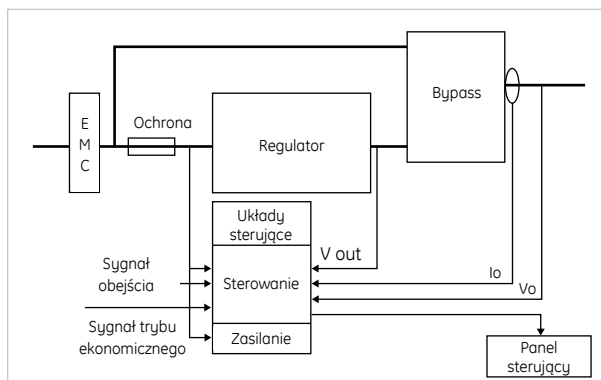 Bypass
E
M
C
Ochrona
Regulator
Układy
sterujące
V out
Sygnał
obejścia
Sterowanie
Io
Vo
Sygnał trybu
ekonomicznego
Zasilanie
Panel
sterujący